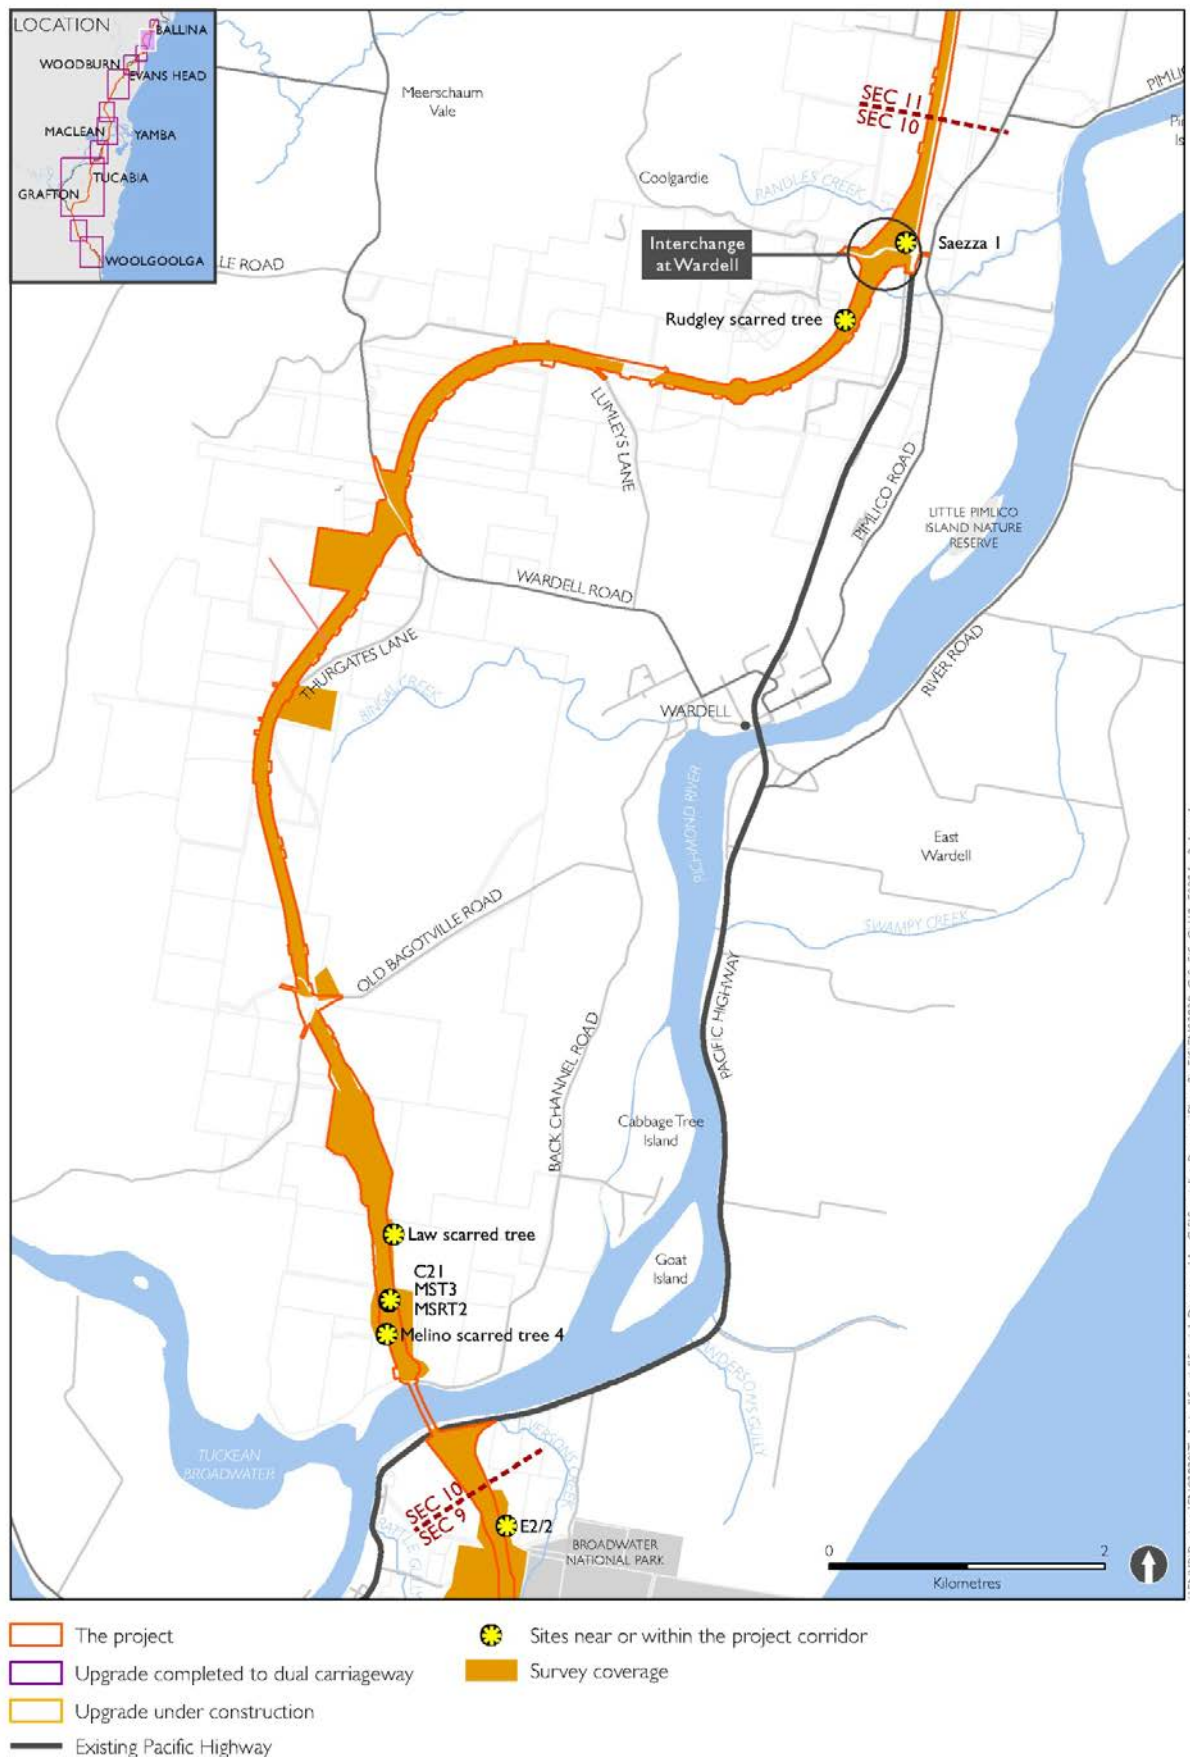 LOCATION
BALLINA
WOODBURN
EVANS HEAD
MACLEAN
YAMBA
TUCABIA
GRAFTON
WOOLGOOLGA
LE ROAD
Meerschaum
Vale
SEC 11
SEC 10
Coolgardie
RANDLES CREEK
Interchange
at Wardell
Saezza 1
Rudgley scarred tree
LUMLEYS LANE
PIMLICO ROAD
LITTLE PIMLICO
ISLAND NATURE
RESERVE
WARDELL ROAD
THURGATES LANE
BINGAL CREEK
RIVER ROAD
WARDELL
RICHMOND RIVER
East
Wardell
SWAMPY CREEK
OLD BAGOTVILLE ROAD
PACIFIC HIGHWAY
BACK CHANNEL ROAD
Cabbage Tree
Island
Law scarred tree
Goat
Island
C21
MST3
MSRT2
Melino scarred tree 4
TUCKEAN
BROADWATER
SEC 10
SEC 9
E2/2
BROADWATER
NATIONAL PARK
0 2
Kilometres
The project
Upgrade completed to dual carriageway
Upgrade under construction
Existing Pacific Highway
Sites near or within the project corridor
Survey coverage